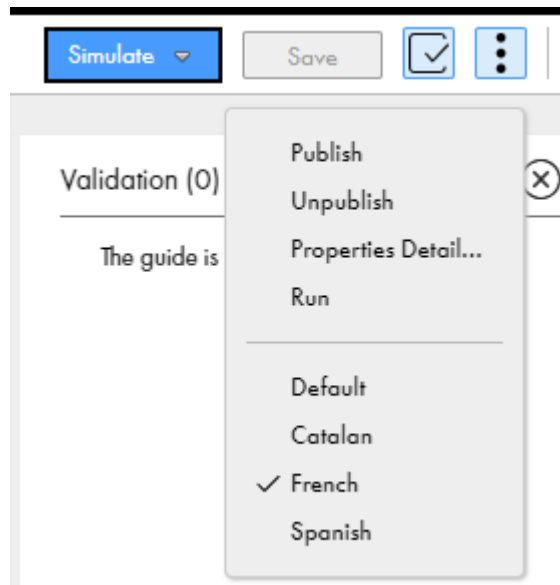 Simulate
Save
Validation (0)
The guide is
Publish
Unpublish
Properties Detail...
Run
Default
Catalan
French
Spanish